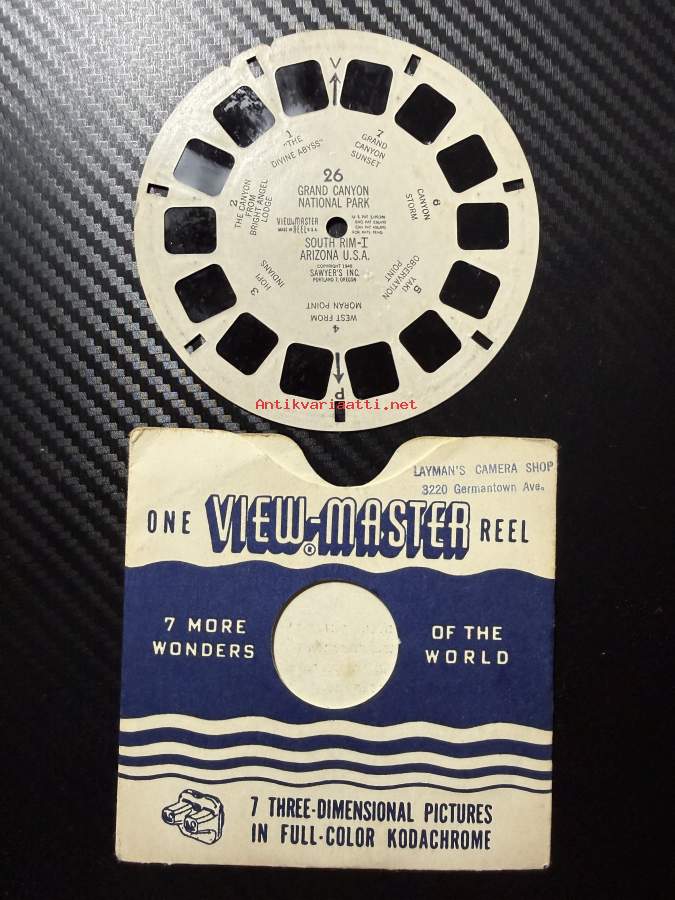 V
1
"THE
DIVINE ABYSS"
7
GRAND
CANYON
SUNSET
26
GRAND CANYON
NATIONAL PARK
2
THE CANYON
FROM
BRIGHT ANGEL
LODGE
6
CANYON
STORM
VIEW-MASTER
MADE IN REEL U.S.A.
SOUTH RIM-I
ARIZONA U.S.A.
COPYRIGHT
SAWYER'S INC.
PORTLAND 7, OREGON
3
HOPI
INDIANS
5
YAKI
OBSERVATION
POINT
4
WEST FROM
MORAN POINT
P
Antikvariaatti.net
LAYMAN'S CAMERA SHOP
3220 Germantown Ave.
ONE VIEW-MASTER® REEL
7 MORE
WONDERS
OF THE
WORLD
7 THREE-DIMENSIONAL PICTURES
IN FULL-COLOR KODACHROME